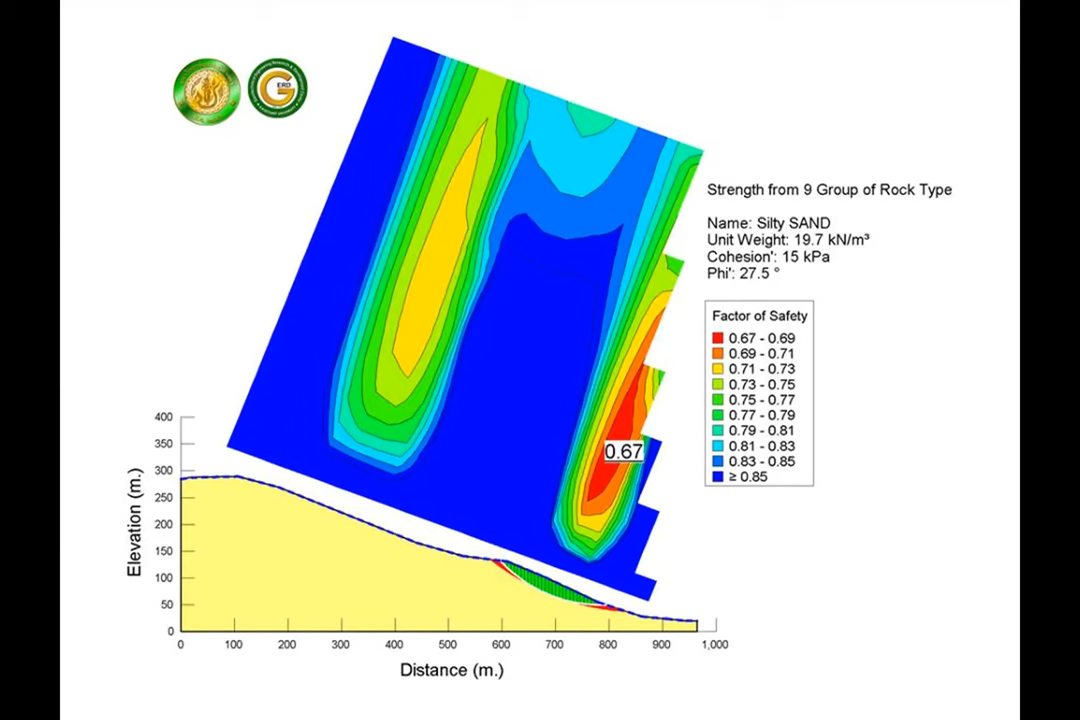 GERD
Strength from 9 Group of Rock Type
Name: Silty SAND
Unit Weight: 19.7 kN/m³
Cohesion': 15 kPa
Phi': 27.5 °
Factor of Safety
0.67 - 0.69
0.69 - 0.71
0.71 - 0.73
0.73 - 0.75
0.75 - 0.77
0.77 - 0.79
0.79 - 0.81
0.81 - 0.83
0.83 - 0.85
≥ 0.85
0.67
Elevation (m.)
400
350
300
250
200
150
100
50
0
0 100 200 300 400 500 600 700 800 900 1,000
Distance (m.)